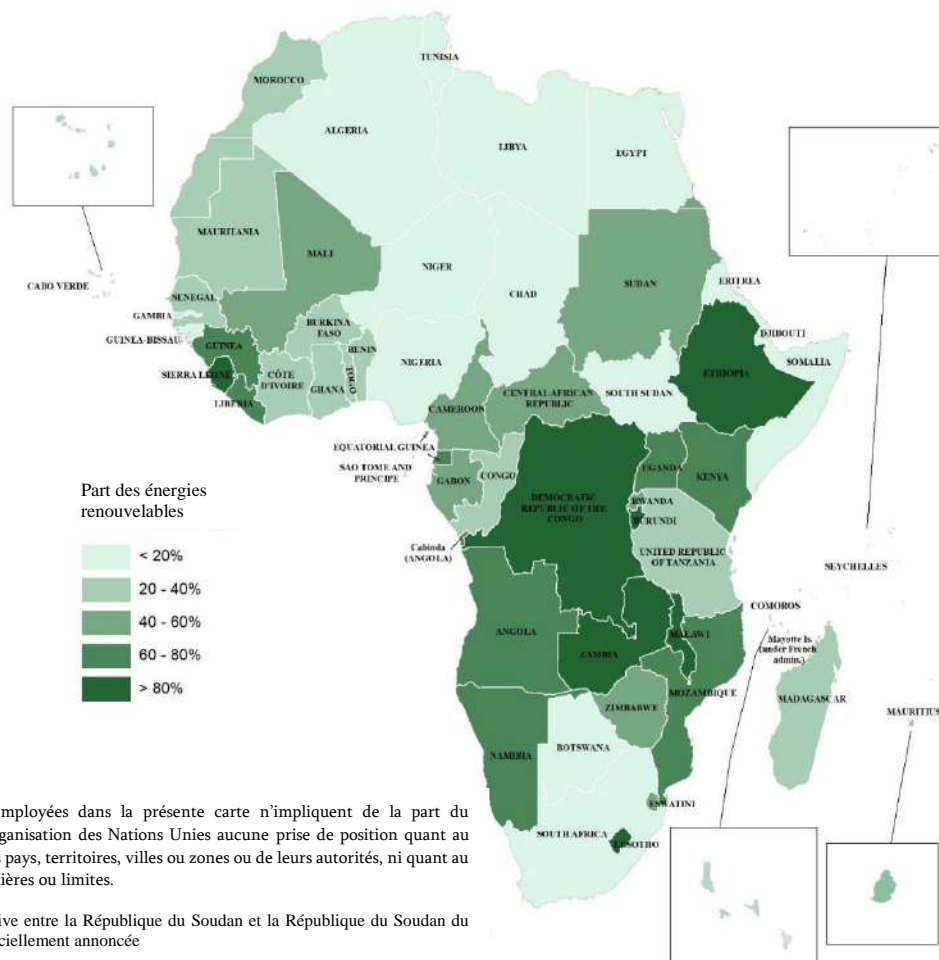 TUNISIA
MOROCCO
ALGERIA
LIBYA
EGYPT
MAURITANIA
MALI
NIGER
CHAD
SUDAN
ERITREA
CABO VERDE
SENEGAL
GAMBIA
GUINEA-BISSAU
GUINEA
SIERRA LEONE
LIBERIA
BURKINA
FASO
BENIN
CÔTE
D'IVOIRE
GHANA
TOGO
NIGERIA
DJIBOUTI
SOMALIA
ETHIOPIA
SOUTH SUDAN
CENTRAL AFRICAN
REPUBLIC
CAMEROON
EQUATORIAL GUINEA
SAO TOME AND
PRINCIPE
GABON
CONGO
UGANDA
KENYA
DEMOCRATIC
REPUBLIC OF THE
CONGO
RWANDA
BURUNDI
Cabinda
(ANGOLA)
UNITED REPUBLIC
OF TANZANIA
SEYCHELLES
COMOROS
ANGOLA
ZAMBIA
MALAWI
Mayotte Is.
(under French
admin.)
MOZAMBIQUE
MADAGASCAR
MAURITIUS
ZIMBABWE
NAMIBIA
BOTSWANA
ESWATINI
SOUTH AFRICA
LESOTHO
Part des énergies
renouvelables
< 20%
20 - 40%
40 - 60%
60 - 80%
> 80%
mployées dans la présente carte n'impliquent de la part du
ganisation des Nations Unies aucune prise de position quant au
s pays, territoires, villes ou zones ou de leurs autorités, ni quant au
tières ou limites.
ive entre la République du Soudan et la République du Soudan du
ciellement annoncée